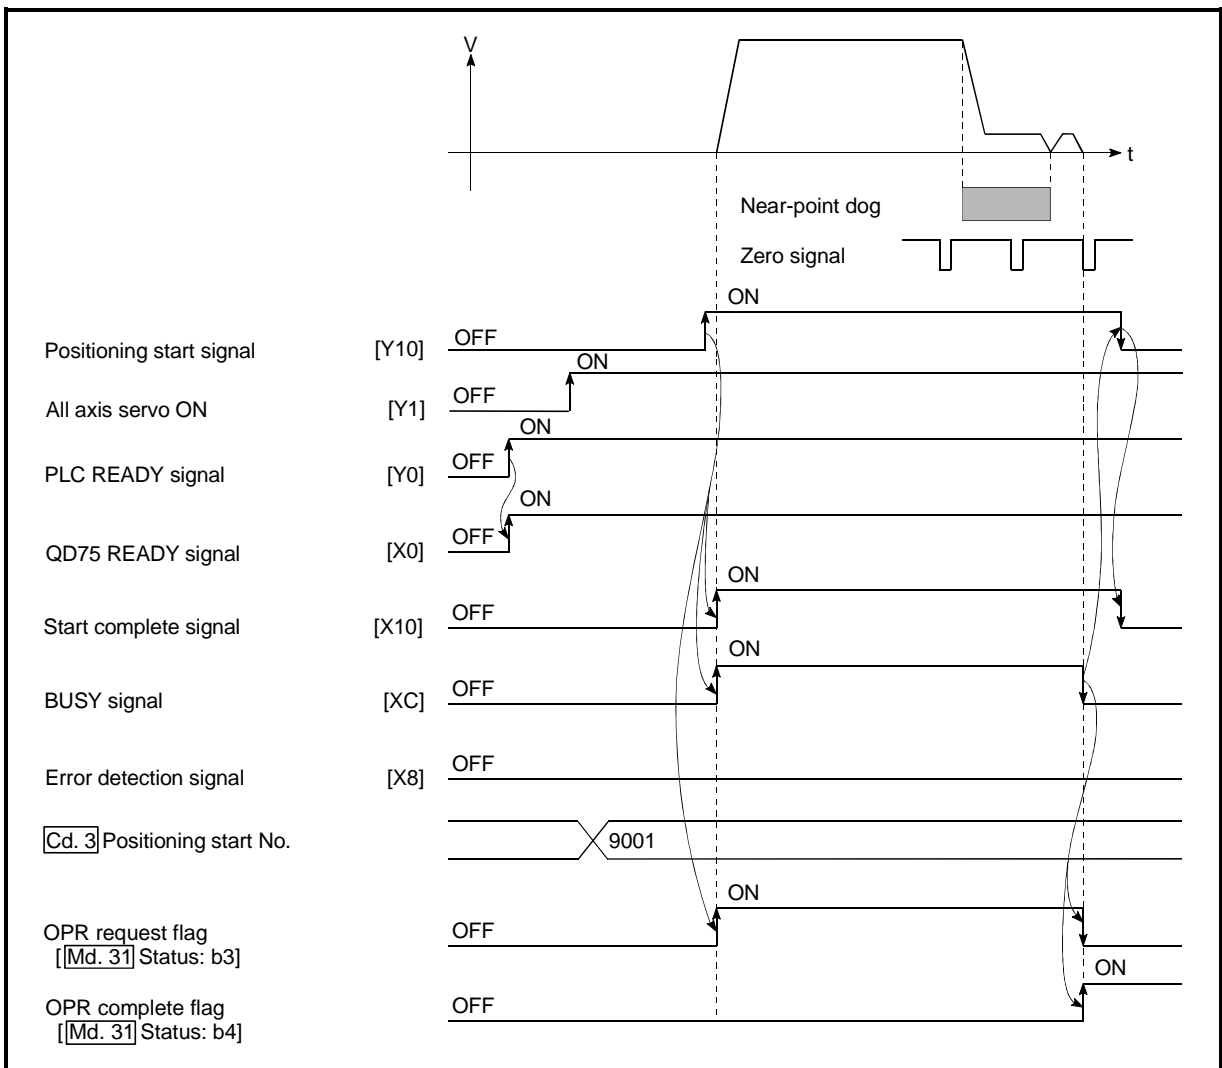 V
t
Near-point dog
Zero signal
ON
Positioning start signal [Y10] OFF
ON
All axis servo ON [Y1] OFF
ON
PLC READY signal [Y0] OFF
ON
QD75 READY signal [X0] OFF
ON
Start complete signal [X10] OFF
ON
BUSY signal [XC] OFF
Error detection signal [X8] OFF
Cd. 3 Positioning start No. 9001
ON
OPR request flag OFF
[ Md. 31 Status: b3]
ON
OPR complete flag OFF
[ Md. 31 Status: b4]